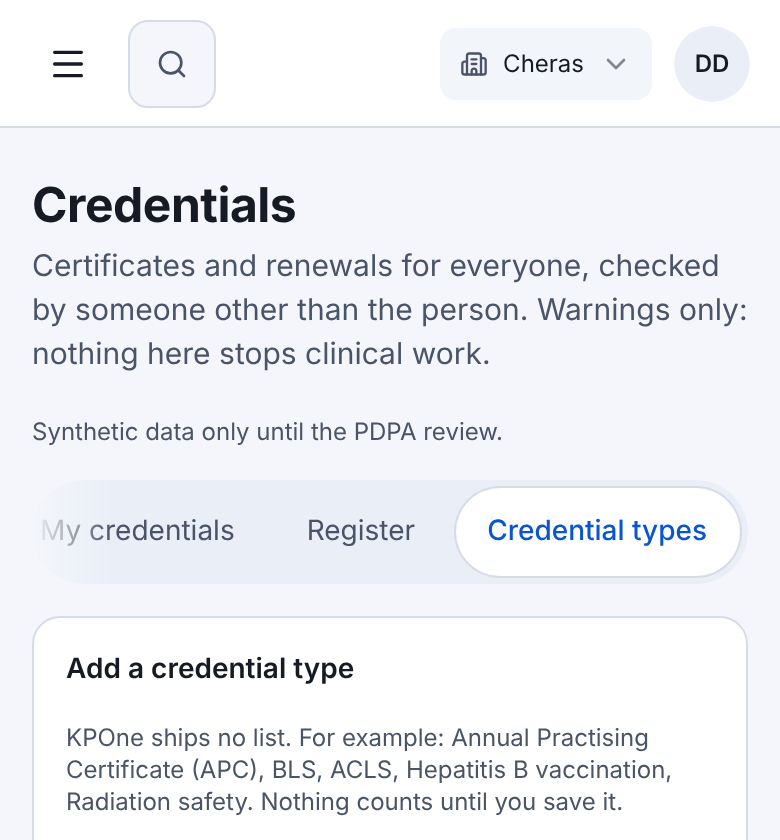 Cheras
DD
Credentials
Certificates and renewals for everyone, checked
by someone other than the person. Warnings only:
nothing here stops clinical work.
Synthetic data only until the PDPA review.
My credentials
Register
Credential types
Add a credential type
KPOne ships no list. For example: Annual Practising
Certificate (APC), BLS, ACLS, Hepatitis B vaccination,
Radiation safety. Nothing counts until you save it.